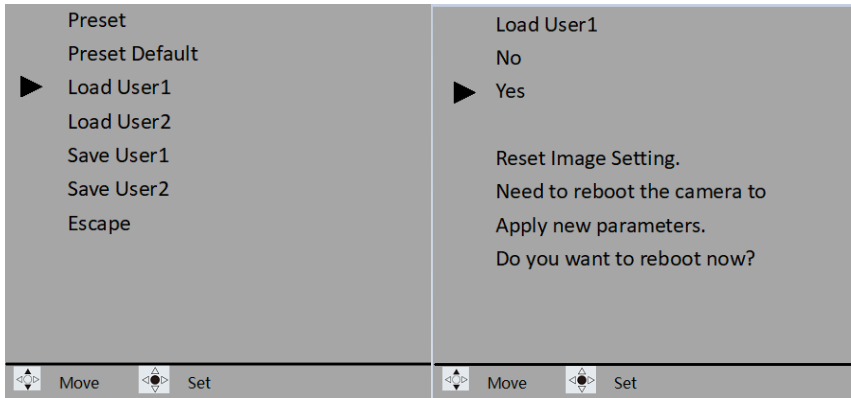 Preset
Preset Default
Load User1
Load User2
Save User1
Save User2
Escape
Move Set
Load User1
No
Yes
Reset Image Setting.
Need to reboot the camera to
Apply new parameters.
Do you want to reboot now?
Move Set